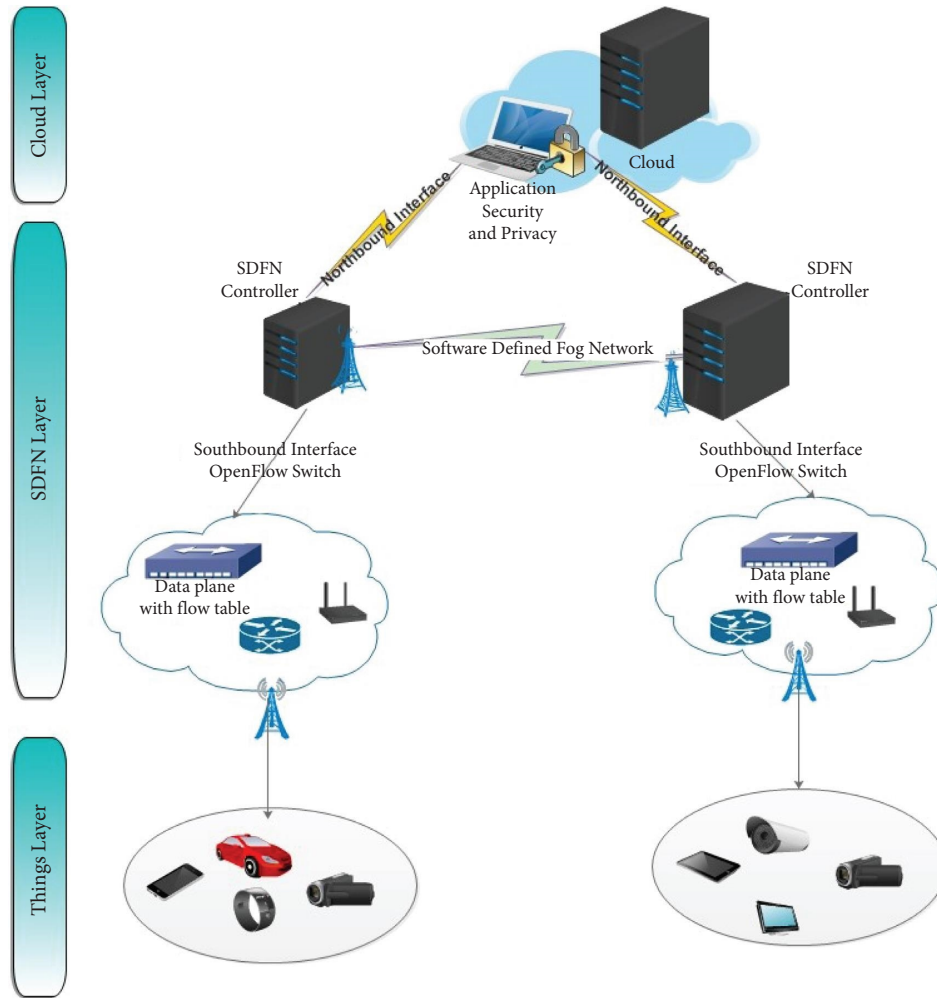 Cloud Layer
Cloud
Application
Security
and Privacy
Northbound Interface
Northbound Interface
SDFN
Controller
SDFN
Controller
Software Defined Fog Network
SDFN Layer
Southbound Interface
OpenFlow Switch
Southbound Interface
OpenFlow Switch
Data plane
with flow table
Data plane
with flow table
Things Layer